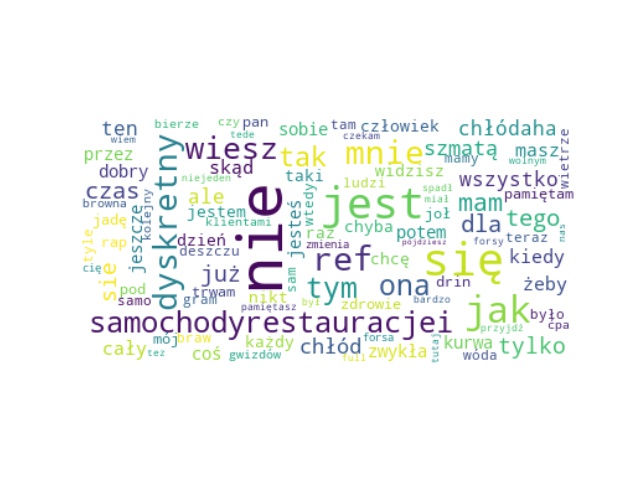 ten
bierze
czy
pan
tede
sobie
tam
człowiek
czekam
chłódaha
wiem
przez
dyskretny
wiesz
tak
mnie
szmatą
mamy
masz
wolnym
wietrze
dobry
skąd
niejeden
taki
ludzi
widzisz
wszystko
pamiętam
czas
browna
kolejny
ale
nie
wtedy
jest
spadł
miał
mam
jadę
jeszczę
jestem
klientami
jesteś
joł
dla
tego
tyle
rap
dzień
deszczu
raz
zmienia
chyba
potem
pójdziesz
forsy
teraz
nas
cię
sie
już
sam
ref
chcę
się
kiedy
pod
samo
trwam
gram
nikt
pamiętasz
tym
był
zdrowie
ona
bardzo
drin
żeby
samochodyrestauracjei
jak
było
ćpa
przyjdź
cały
tez
mój
braw
coś
gwizdów
każdy
chłód
forsa
full
zwykła
tutaj
kurwa
wóda
tylko